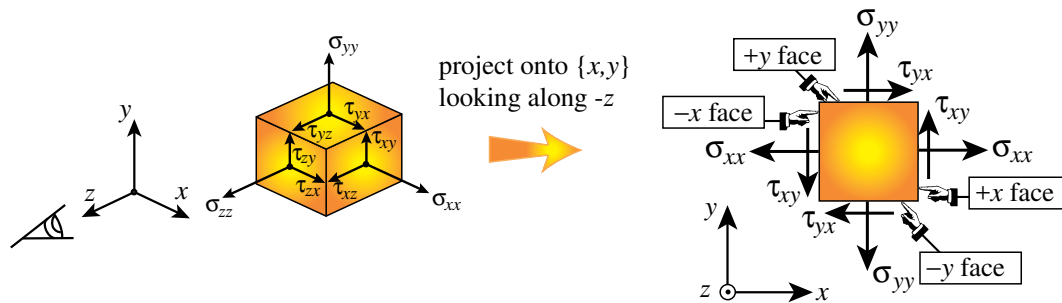 y
z
x
σyy
τyx
τyz
τxy
τzy
τzx
τxz
σzz
σxx
project onto {x,y}
looking along -z
σyy
+y face
τyx
−x face
τxy
σxx
σxx
τxy
+x face
τyx
−y face
σyy
y
z
x